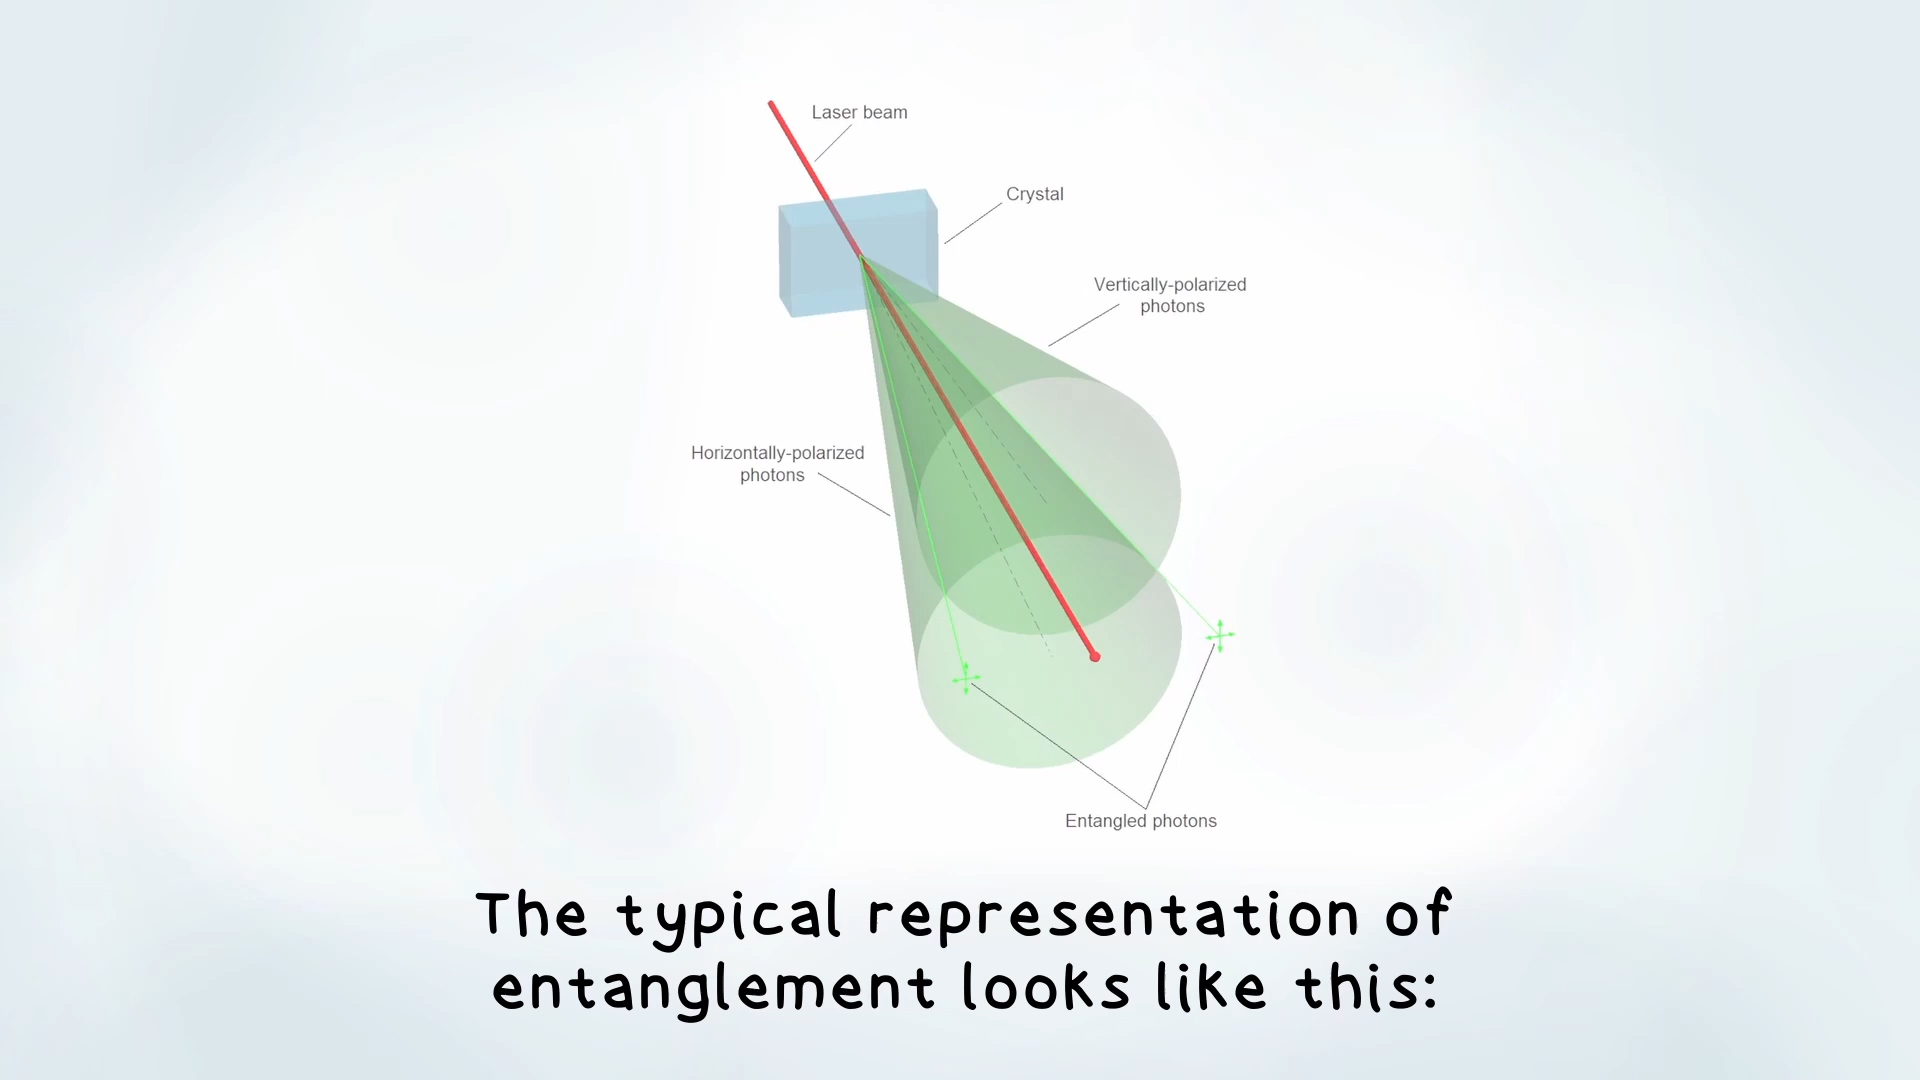 Laser beam
Crystal
Vertically-polarized
photons
Horizontally-polarized
photons
Entangled photons
The typical representation of
entanglement looks like this: